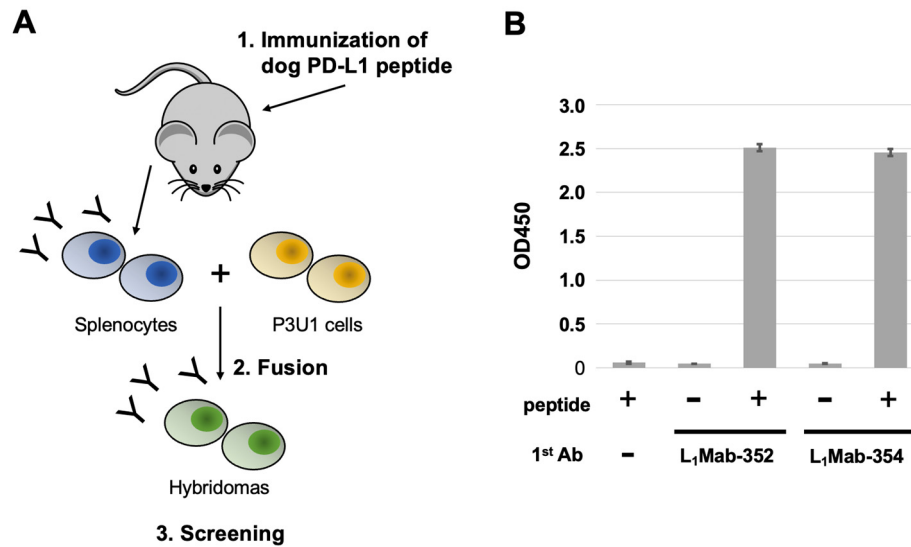 A
1. Immunization of
dog PD-L1 peptide
Splenocytes
+
P3U1 cells
2. Fusion
Hybridomas
3. Screening
B
OD450
3.0
2.5
2.0
1.5
1.0
0.5
0
peptide + − + − +
1st Ab − L₁Mab-352 L₁Mab-354